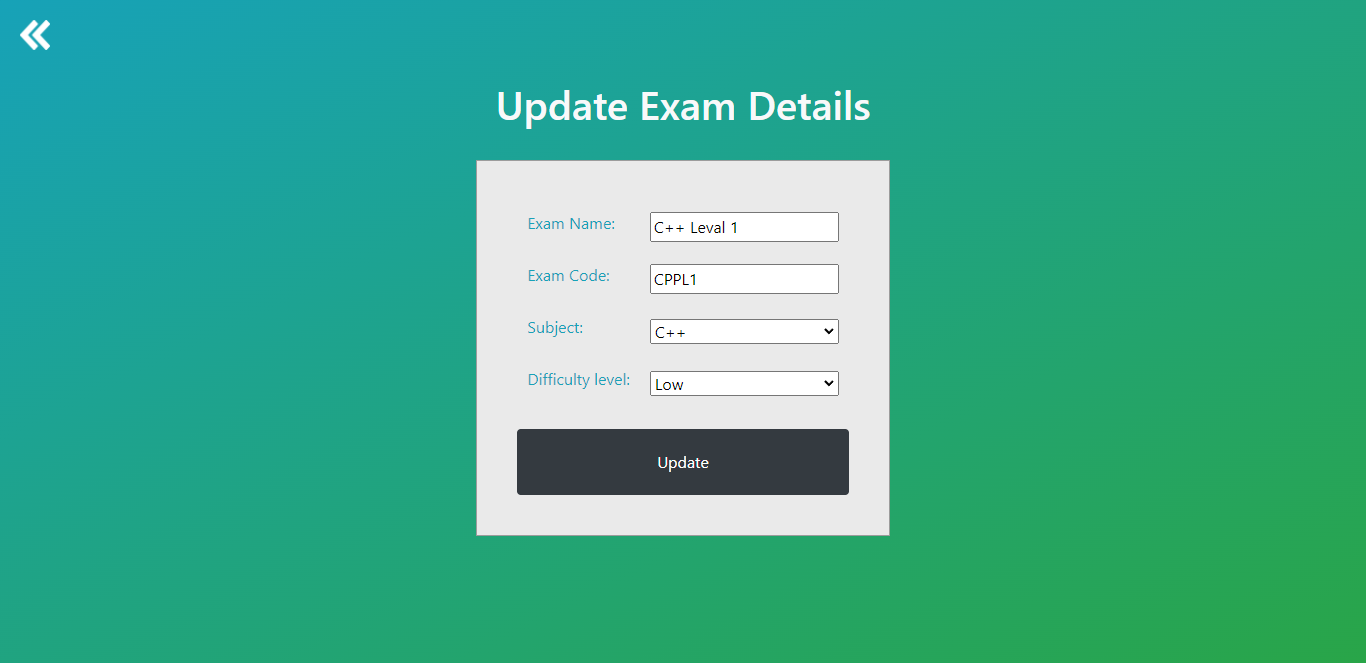 Update Exam Details
Exam Name: C++ Leval 1
Exam Code: CPPL1
Subject: C++
Difficulty level: Low
Update